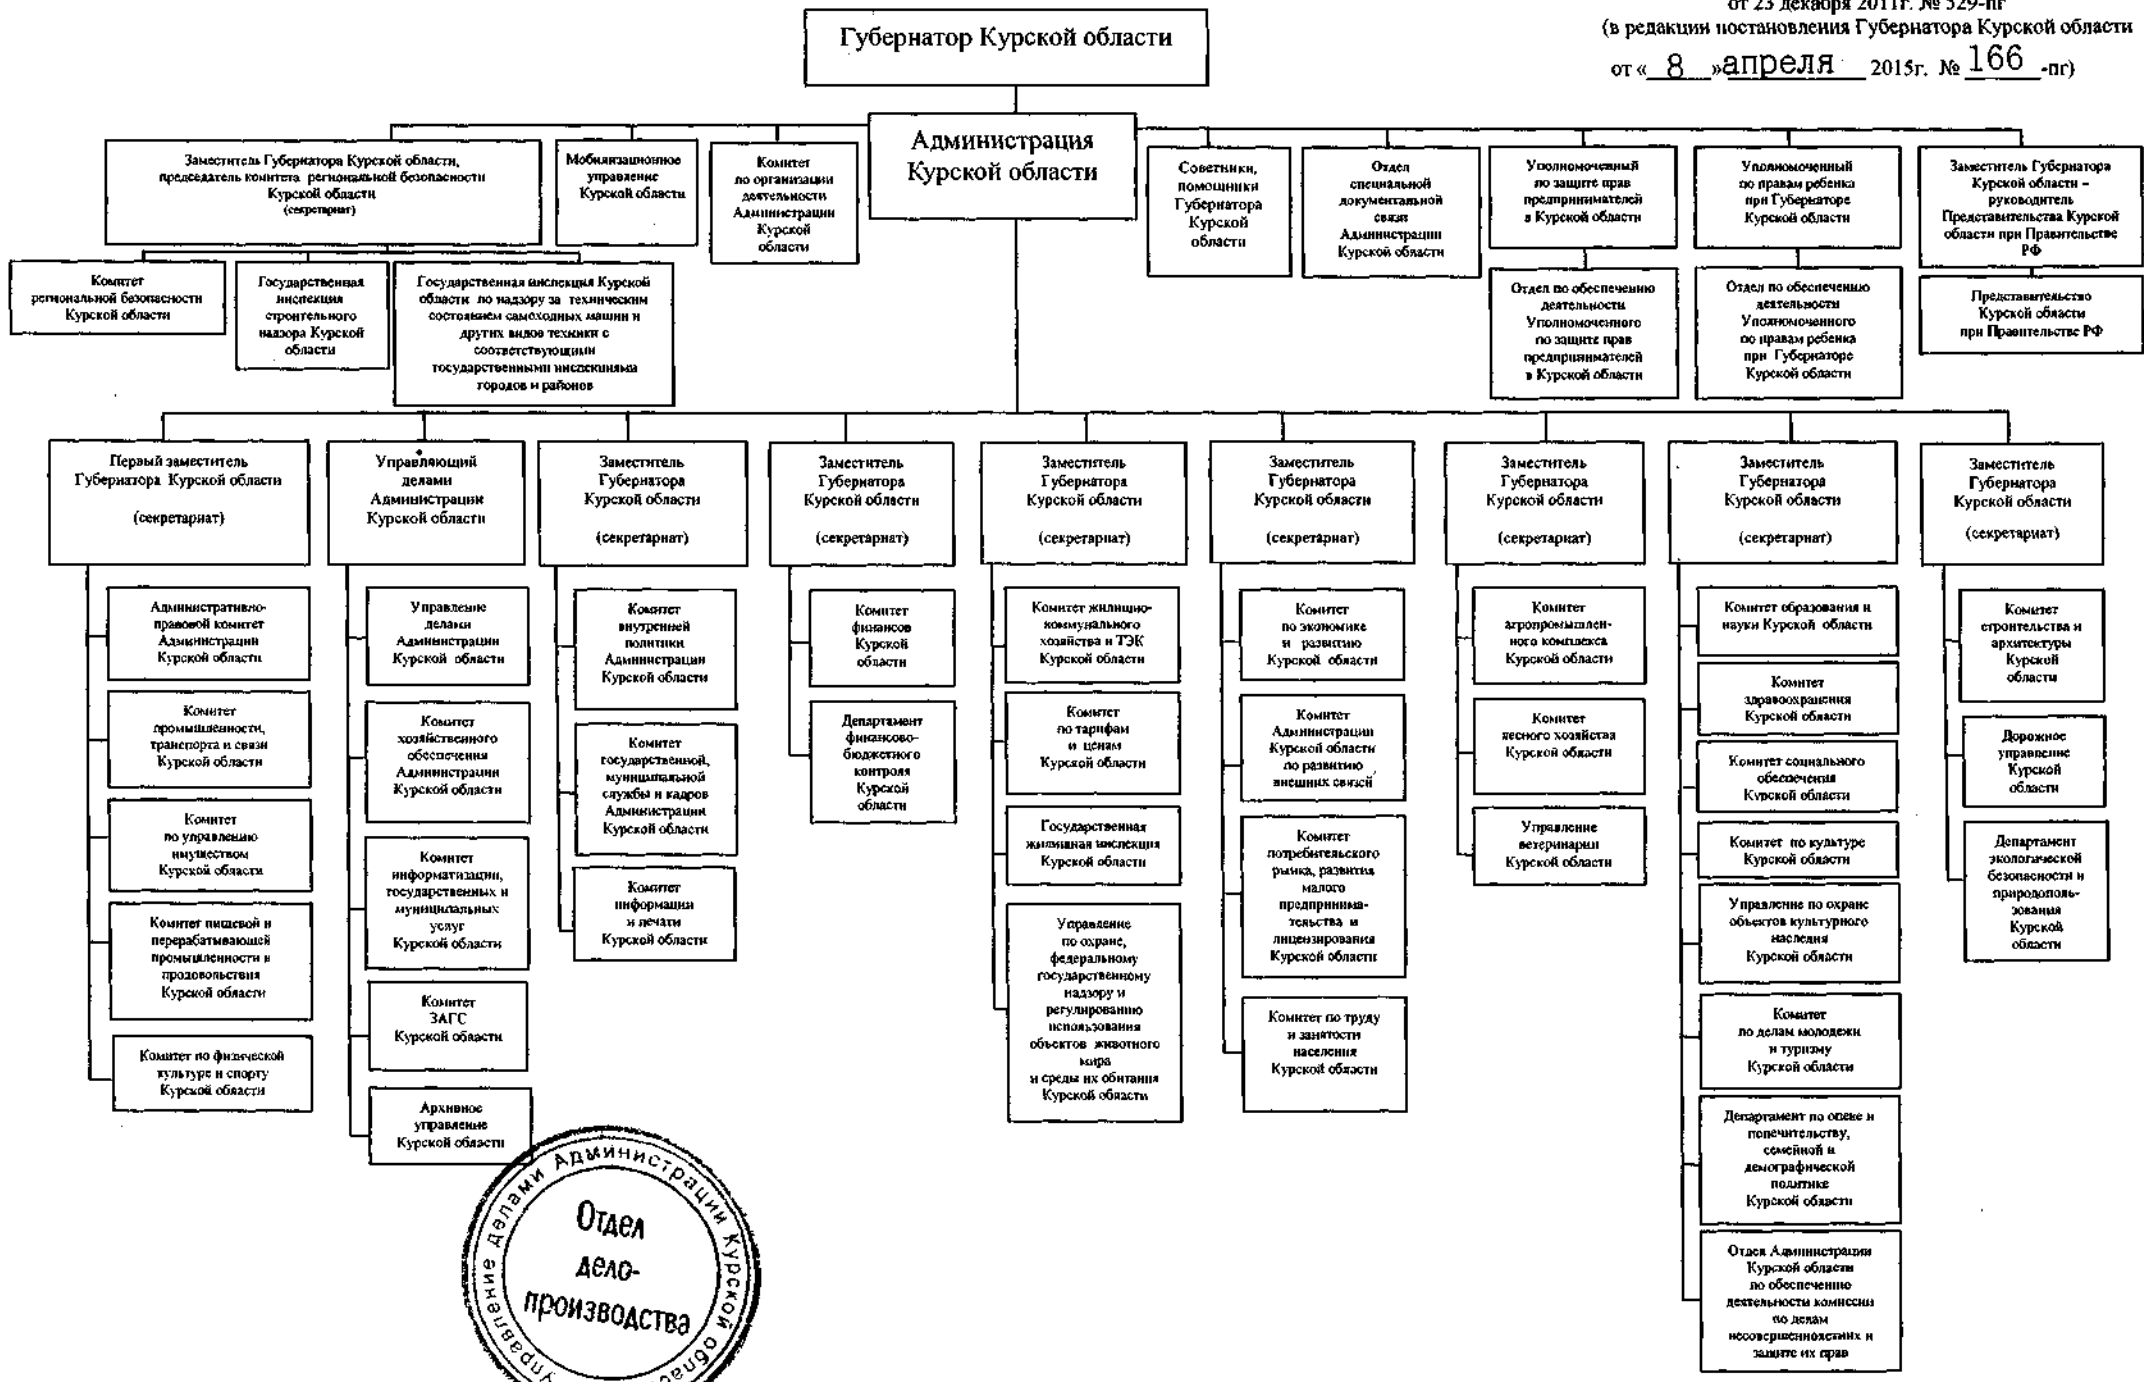 от 23 декабря 2011г. № 529-пг
(в редакции постановления Губернатора Курской области
от « 8 » апреля 2015г. № 166 -пг)
Губернатор Курской области
Администрация
Курской области
Заместитель Губернатора Курской области,
председатель комитета региональной безопасности
Курской области
(секретариат)
Мобилизационное
управление
Курской области
Комитет
по организации
деятельности
Администрации
Курской
области
Советники,
помощники
Губернатора
Курской
области
Отдел
специальной
документальной
связи
Администрации
Курской области
Уполномоченный
по защите прав
предпринимателей
в Курской области
Уполномоченный
по правам ребенка
при Губернаторе
Курской области
Заместитель Губернатора
Курской области –
руководитель
Представительства Курской
области при Правительстве
РФ
Комитет
региональной безопасности
Курской области
Государственная
инспекция
строительного
надзора Курской
области
Государственная инспекция Курской
области по надзору за техническим
состоянием самоходных машин и
других видов техники с
соответствующими
государственными инспекциями
городов и районов
Отдел по обеспечению
деятельности
Уполномоченного
по защите прав
предпринимателей
в Курской области
Отдел по обеспечению
деятельности
Уполномоченного
по правам ребенка
при Губернаторе
Курской области
Представительство
Курской области
при Правительстве РФ
Первый заместитель
Губернатора Курской области
(секретариат)
Управляющий
делами
Администрации
Курской области
Заместитель
Губернатора
Курской области
(секретариат)
Заместитель
Губернатора
Курской области
(секретариат)
Заместитель
Губернатора
Курской области
(секретариат)
Заместитель
Губернатора
Курской области
(секретариат)
Заместитель
Губернатора
Курской области
(секретариат)
Заместитель
Губернатора
Курской области
(секретариат)
Заместитель
Губернатора
Курской области
(секретариат)
Административно-
правовой комитет
Администрации
Курской области
Комитет
промышленности,
транспорта и связи
Курской области
Комитет
по управлению
имуществом
Курской области
Комитет пищевой и
перерабатывающей
промышленности и
продовольствия
Курской области
Комитет по физической
культуре и спорту
Курской области
Управление
делами
Администрации
Курской области
Комитет
хозяйственного
обеспечения
Администрации
Курской области
Комитет
информатизации,
государственных и
муниципальных
услуг
Курской области
Комитет
ЗАГС
Курской области
Архивное
управление
Курской области
Комитет
внутренней
политики
Администрации
Курской области
Комитет
государственной,
муниципальной
службы и кадров
Администрации
Курской области
Комитет
информации
и печати
Курской области
Комитет
финансов
Курской
области
Департамент
финансово-
бюджетного
контроля
Курской
области
Комитет жилищно-
коммунального
хозяйства и ТЭК
Курской области
Комитет
по тарифам
и ценам
Курской области
Государственная
жилищная инспекция
Курской области
Управление
по охране,
федеральному
государственному
надзору и
регулированию
использования
объектов животного
мира
и среды их обитания
Курской области
Комитет
по экономике
и развитию
Курской области
Комитет
Администрации
Курской области
по развитию
внешних связей
Комитет
потребительского
рынка, развития
малого
предпринима-
тельства и
лицензирования
Курской области
Комитет по труду
и занятости
населения
Курской области
Комитет
агропромышлен-
ного комплекса
Курской области
Комитет
лесного хозяйства
Курской области
Управление
ветеринарии
Курской области
Комитет образования и
науки Курской области
Комитет
здравоохранения
Курской области
Комитет социального
обеспечения
Курской области
Комитет по культуре
Курской области
Управление по охране
объектов культурного
наследия
Курской области
Комитет
по делам молодежи
и туризму
Курской области
Департамент по опеке и
попечительству,
семейной и
демографической
политике
Курской области
Отдел Администрации
Курской области
по обеспечению
деятельности комиссии
по делам
несовершеннолетних и
защите их прав
Комитет
строительства и
архитектуры
Курской
области
Дорожное
управление
Курской
области
Департамент
экологической
безопасности и
природополь-
зования
Курской
области
Управление делами Администрации Курской
Отдел
дело-
производства